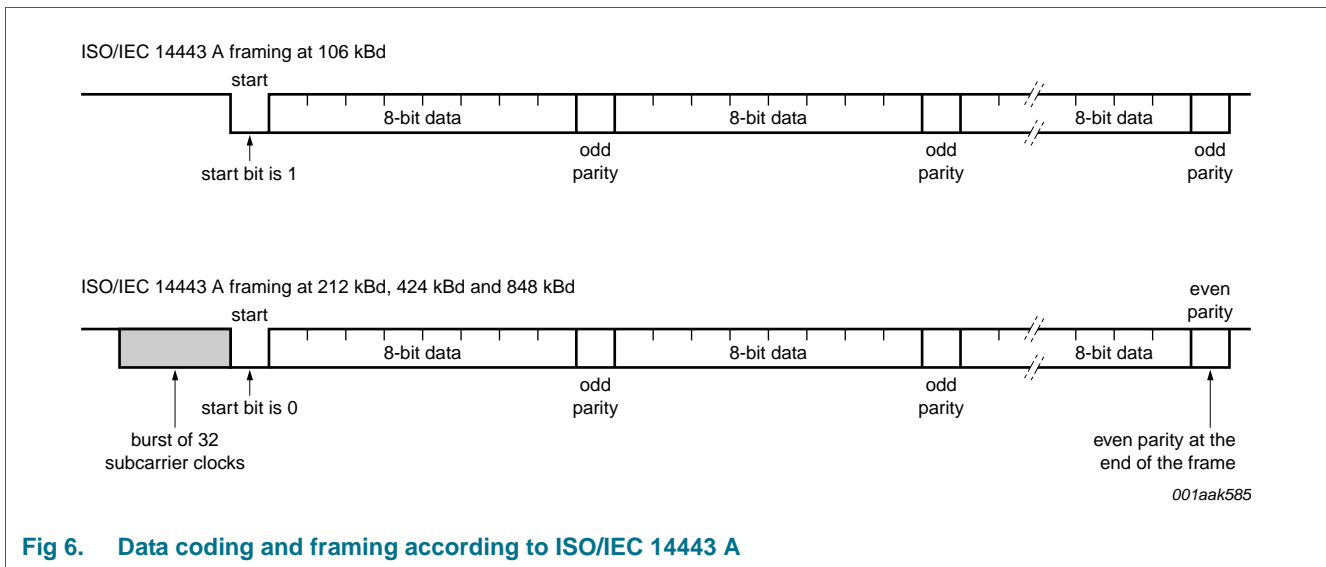 ISO/IEC 14443 A framing at 106 kBd
start
8-bit data
8-bit data
8-bit data
start bit is 1
odd
parity
odd
parity
odd
parity
ISO/IEC 14443 A framing at 212 kBd, 424 kBd and 848 kBd
start
even
parity
8-bit data
8-bit data
8-bit data
start bit is 0
odd
parity
odd
parity
burst of 32
subcarrier clocks
even parity at the
end of the frame
001aak585
Fig 6. Data coding and framing according to ISO/IEC 14443 A